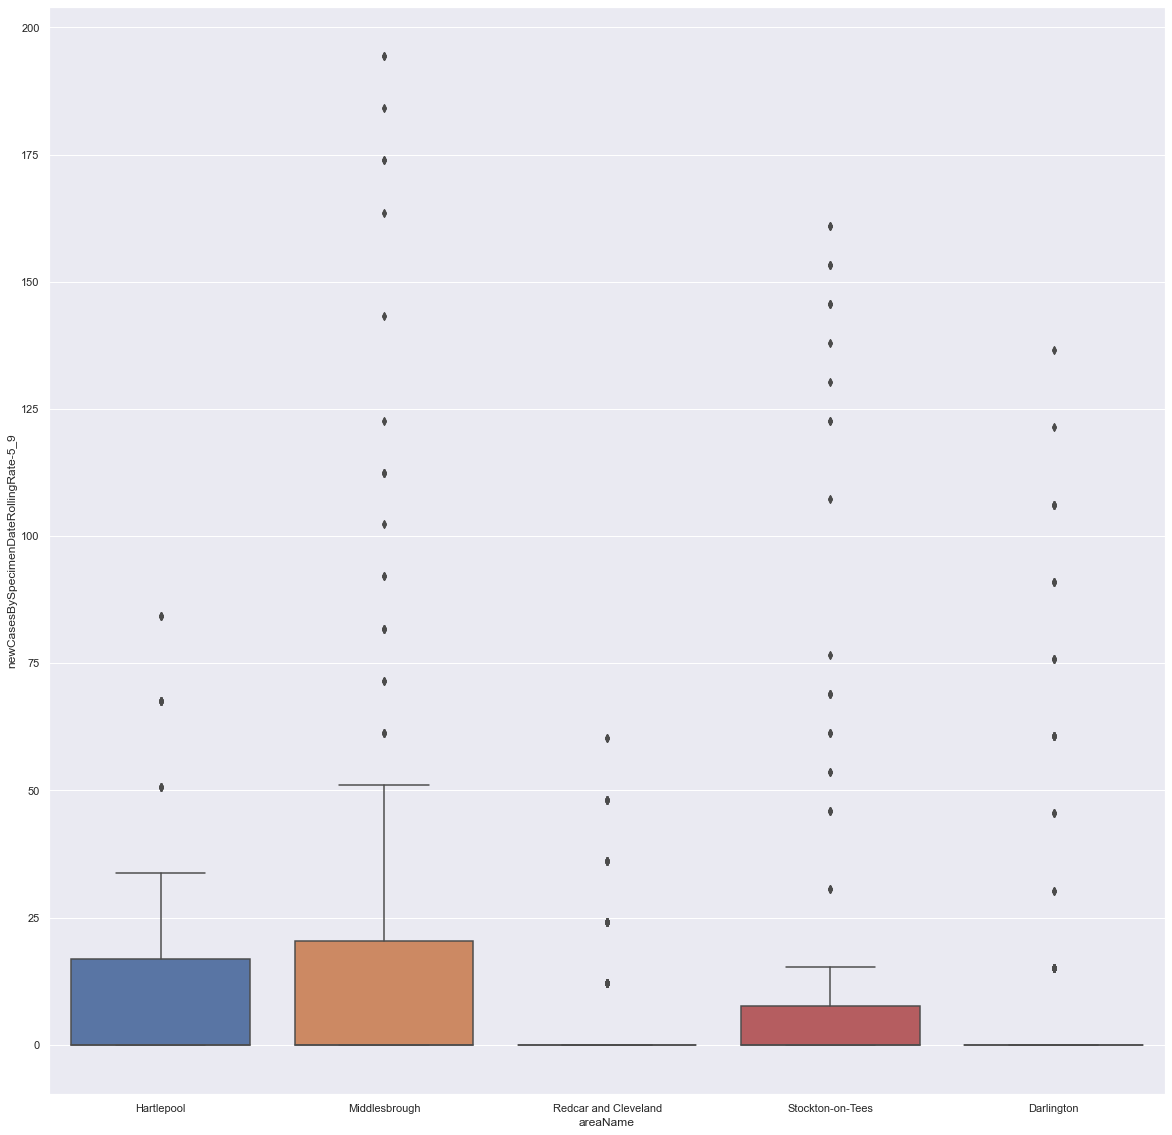 200
175
150
125
100
75
50
25
0
newCasesBySpecimenDateRollingRate-5_9
Hartlepool
Middlesbrough
Redcar and Cleveland
Stockton-on-Tees
Darlington
areaName